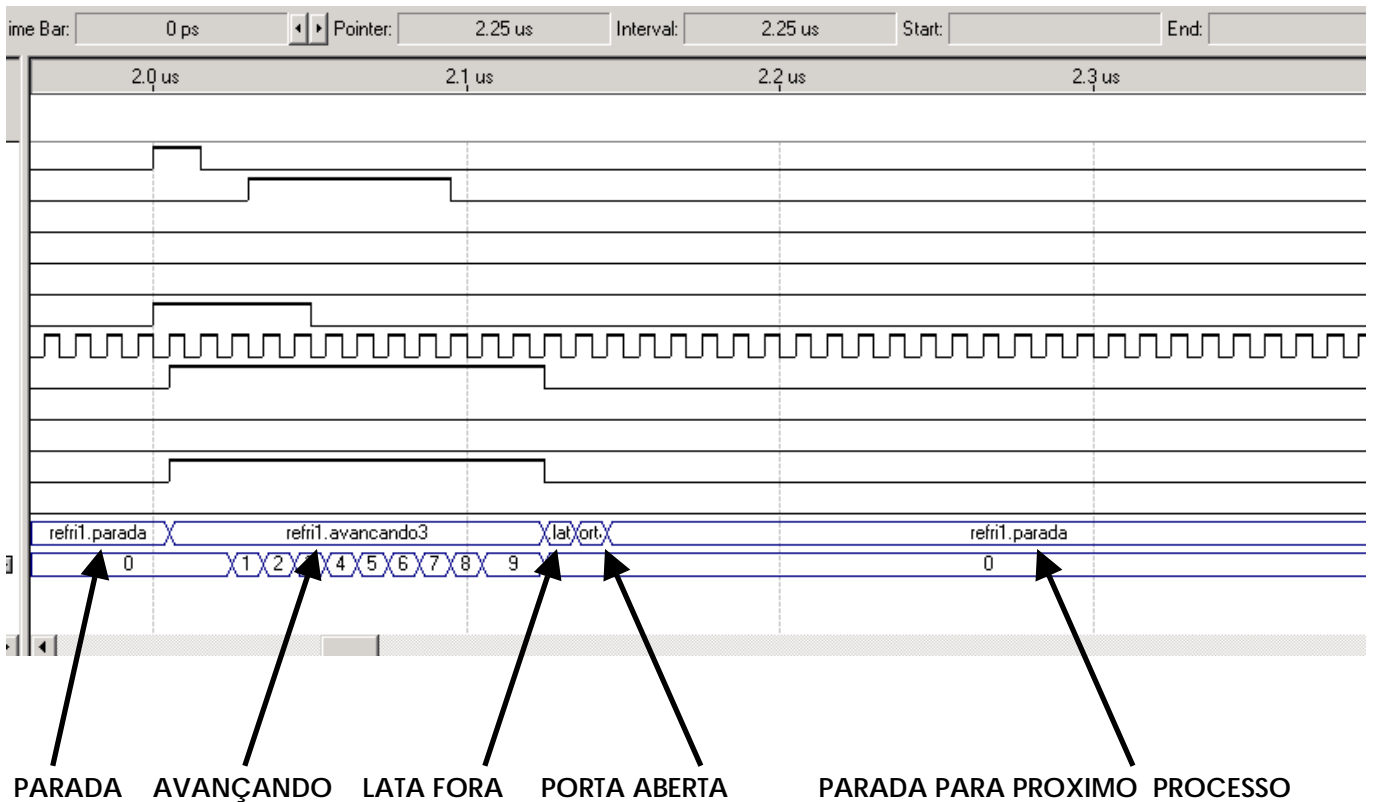 ime Bar: 0 ps Pointer: 2.25 us Interval: 2.25 us Start: End:
2.0 us 2.1 us 2.2 us 2.3 us
refri1.parada refri1.avancando3 lat ort. refri1.parada
0 1 2 3 4 5 6 7 8 9 0
PARADA AVANÇANDO LATA FORA PORTA ABERTA PARADA PARA PROXIMO PROCESSO